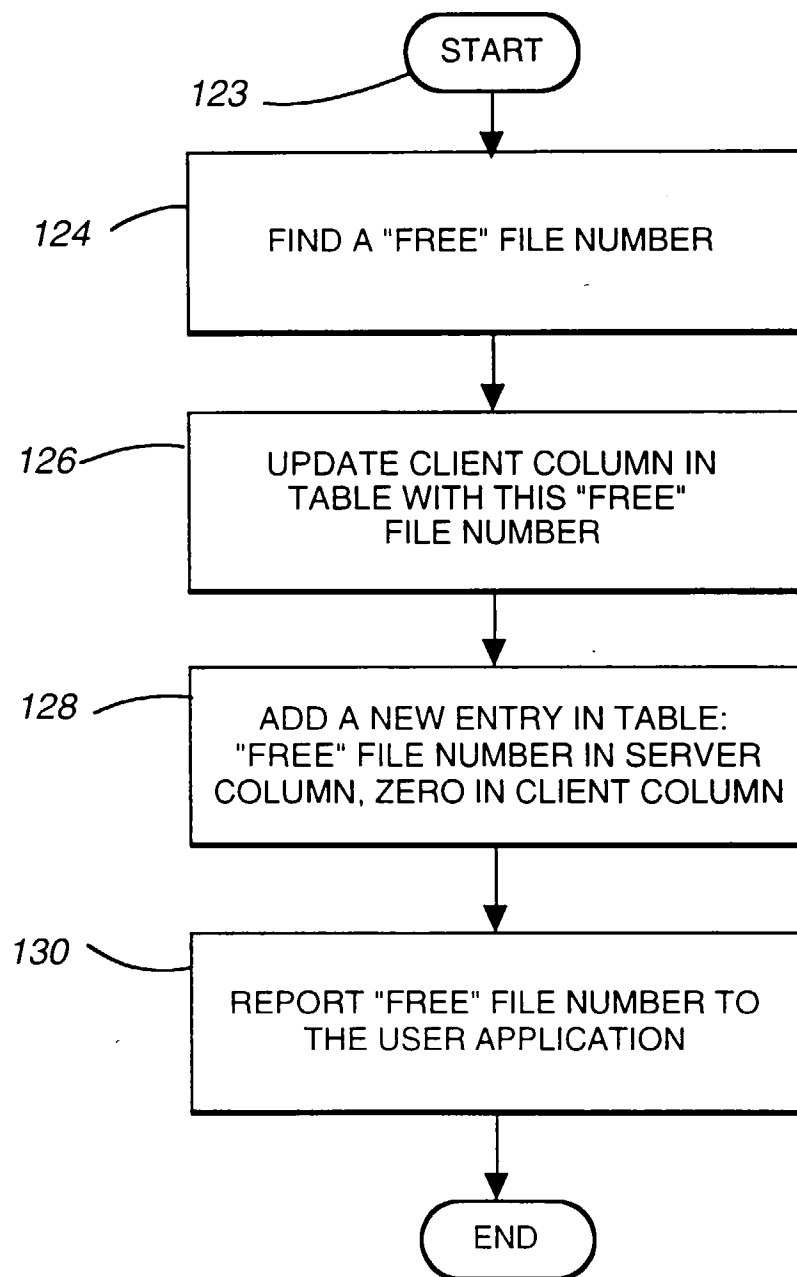 START
123
124
FIND A "FREE" FILE NUMBER
126
UPDATE CLIENT COLUMN IN
TABLE WITH THIS "FREE"
FILE NUMBER
128
ADD A NEW ENTRY IN TABLE:
"FREE" FILE NUMBER IN SERVER
COLUMN, ZERO IN CLIENT COLUMN
130
REPORT "FREE" FILE NUMBER TO
THE USER APPLICATION
END